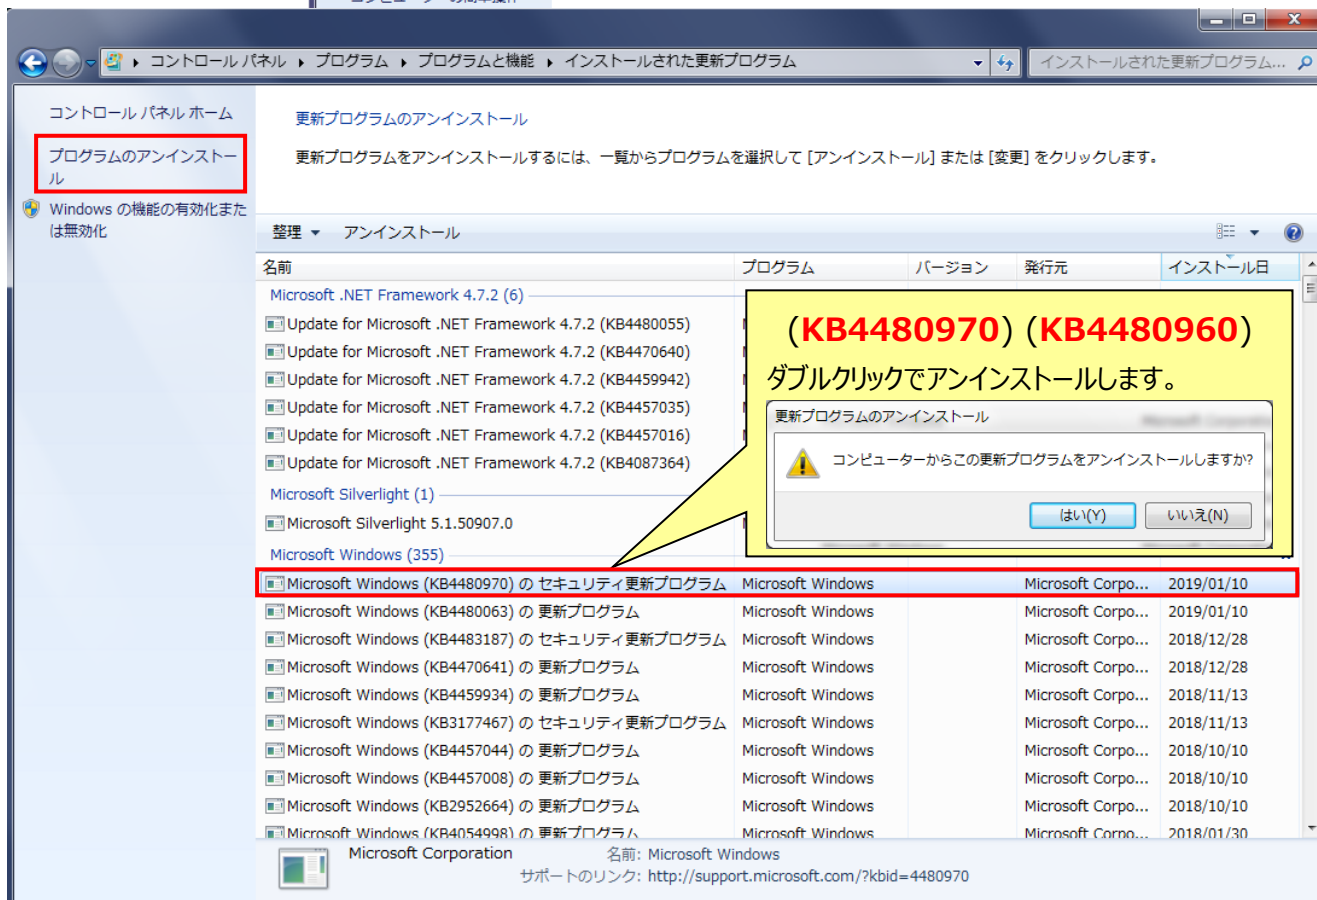 コントロール パネル ▶ プログラム ▶ プログラムと機能 ▶ インストールされた更新プログラム
インストールされた更新プログラム...
コントロール パネル ホーム
プログラムのアンインストー
ル
Windows の機能の有効化また
は無効化
更新プログラムのアンインストール
更新プログラムをアンインストールするには、一覧からプログラムを選択して [アンインストール] または [変更] をクリックします。
整理 ▼ アンインストール
名前 プログラム バージョン 発行元 インストール日
Microsoft .NET Framework 4.7.2 (6)
Update for Microsoft .NET Framework 4.7.2 (KB4480055)
Update for Microsoft .NET Framework 4.7.2 (KB4470640)
Update for Microsoft .NET Framework 4.7.2 (KB4459942)
Update for Microsoft .NET Framework 4.7.2 (KB4457035)
Update for Microsoft .NET Framework 4.7.2 (KB4457016)
Update for Microsoft .NET Framework 4.7.2 (KB4087364)
Microsoft Silverlight (1)
Microsoft Silverlight 5.1.50907.0
(KB4480970) (KB4480960)
ダブルクリックでアンインストールします。
更新プログラムのアンインストール
コンピューターからこの更新プログラムをアンインストールしますか?
はい(Y) いいえ(N)
Microsoft Windows (355)
Microsoft Windows (KB4480970) の セキュリティ更新プログラム Microsoft Windows Microsoft Corpo... 2019/01/10
Microsoft Windows (KB4480063) の 更新プログラム Microsoft Windows Microsoft Corpo... 2019/01/10
Microsoft Windows (KB4483187) の セキュリティ更新プログラム Microsoft Windows Microsoft Corpo... 2018/12/28
Microsoft Windows (KB4470641) の 更新プログラム Microsoft Windows Microsoft Corpo... 2018/12/28
Microsoft Windows (KB4459934) の 更新プログラム Microsoft Windows Microsoft Corpo... 2018/11/13
Microsoft Windows (KB3177467) の セキュリティ更新プログラム Microsoft Windows Microsoft Corpo... 2018/11/13
Microsoft Windows (KB4457044) の 更新プログラム Microsoft Windows Microsoft Corpo... 2018/10/10
Microsoft Windows (KB4457008) の 更新プログラム Microsoft Windows Microsoft Corpo... 2018/10/10
Microsoft Windows (KB2952664) の 更新プログラム Microsoft Windows Microsoft Corpo... 2018/10/10
Microsoft Windows (KB4054998) の 更新プログラム Microsoft Windows Microsoft Corpo... 2018/01/30
Microsoft Corporation 名前: Microsoft Windows
サポートのリンク: http://support.microsoft.com/?kbid=4480970